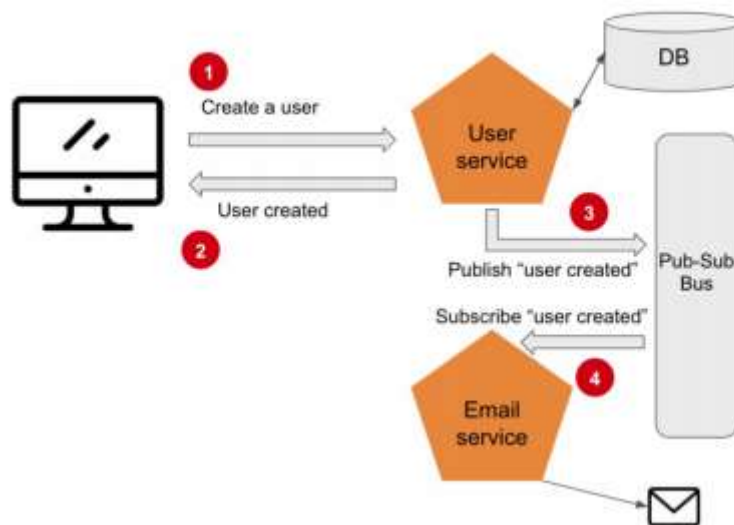 1
Create a user
User created
2
User
service
DB
3
Publish “user created”
Pub-Sub
Bus
Subscribe “user created”
4
Email
service